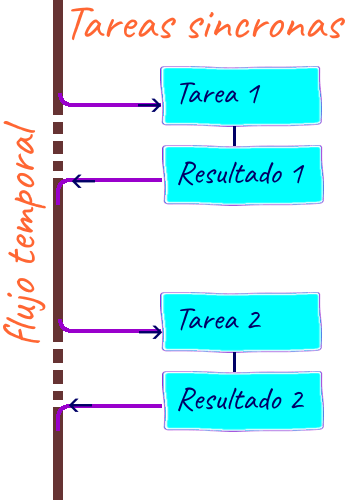 Tareas sincronas
flujo temporal
Tarea 1
Resultado 1
Tarea 2
Resultado 2